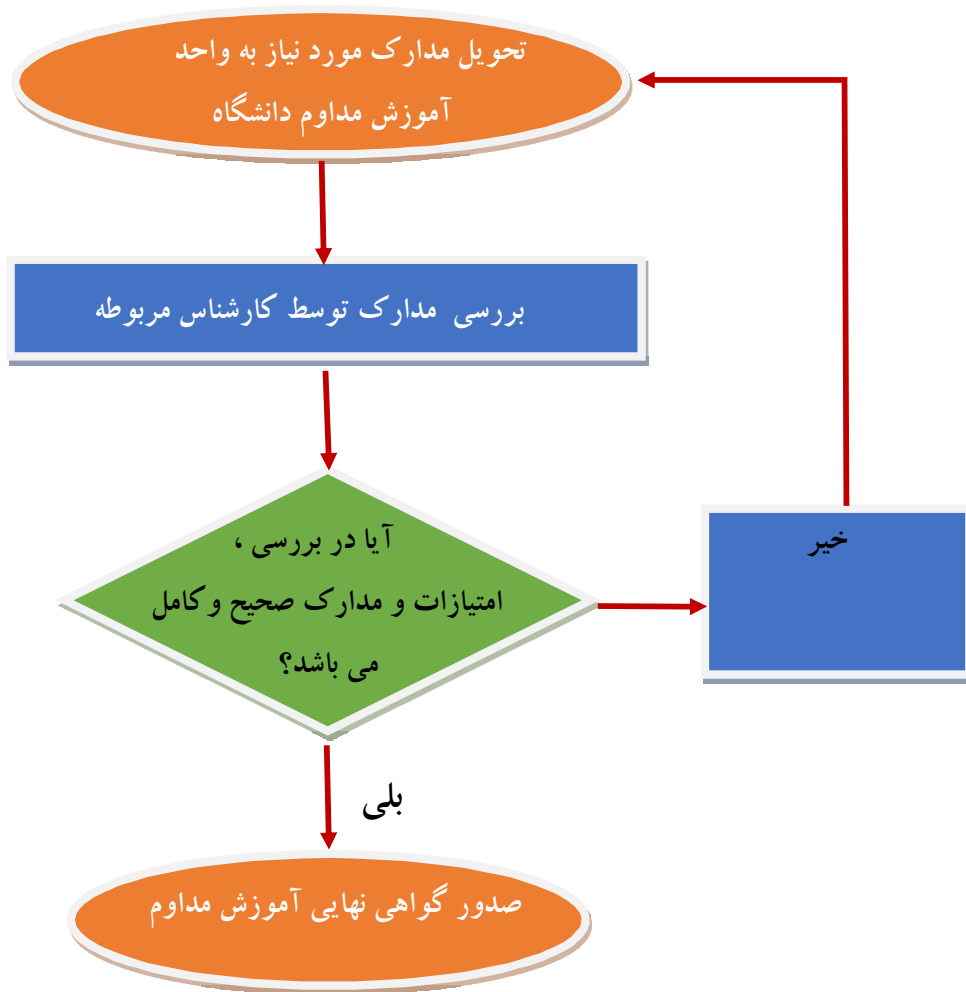 تحویل مدارک مورد نیاز به واحد
آموزش مداوم دانشگاه
بررسی مدارک توسط کارشناس مربوطه
آیا در بررسی ،
امتیازات و مدارک صحیح وکامل
می باشد؟
خیر
بلی
صدور گواهی نهایی آموزش مداوم